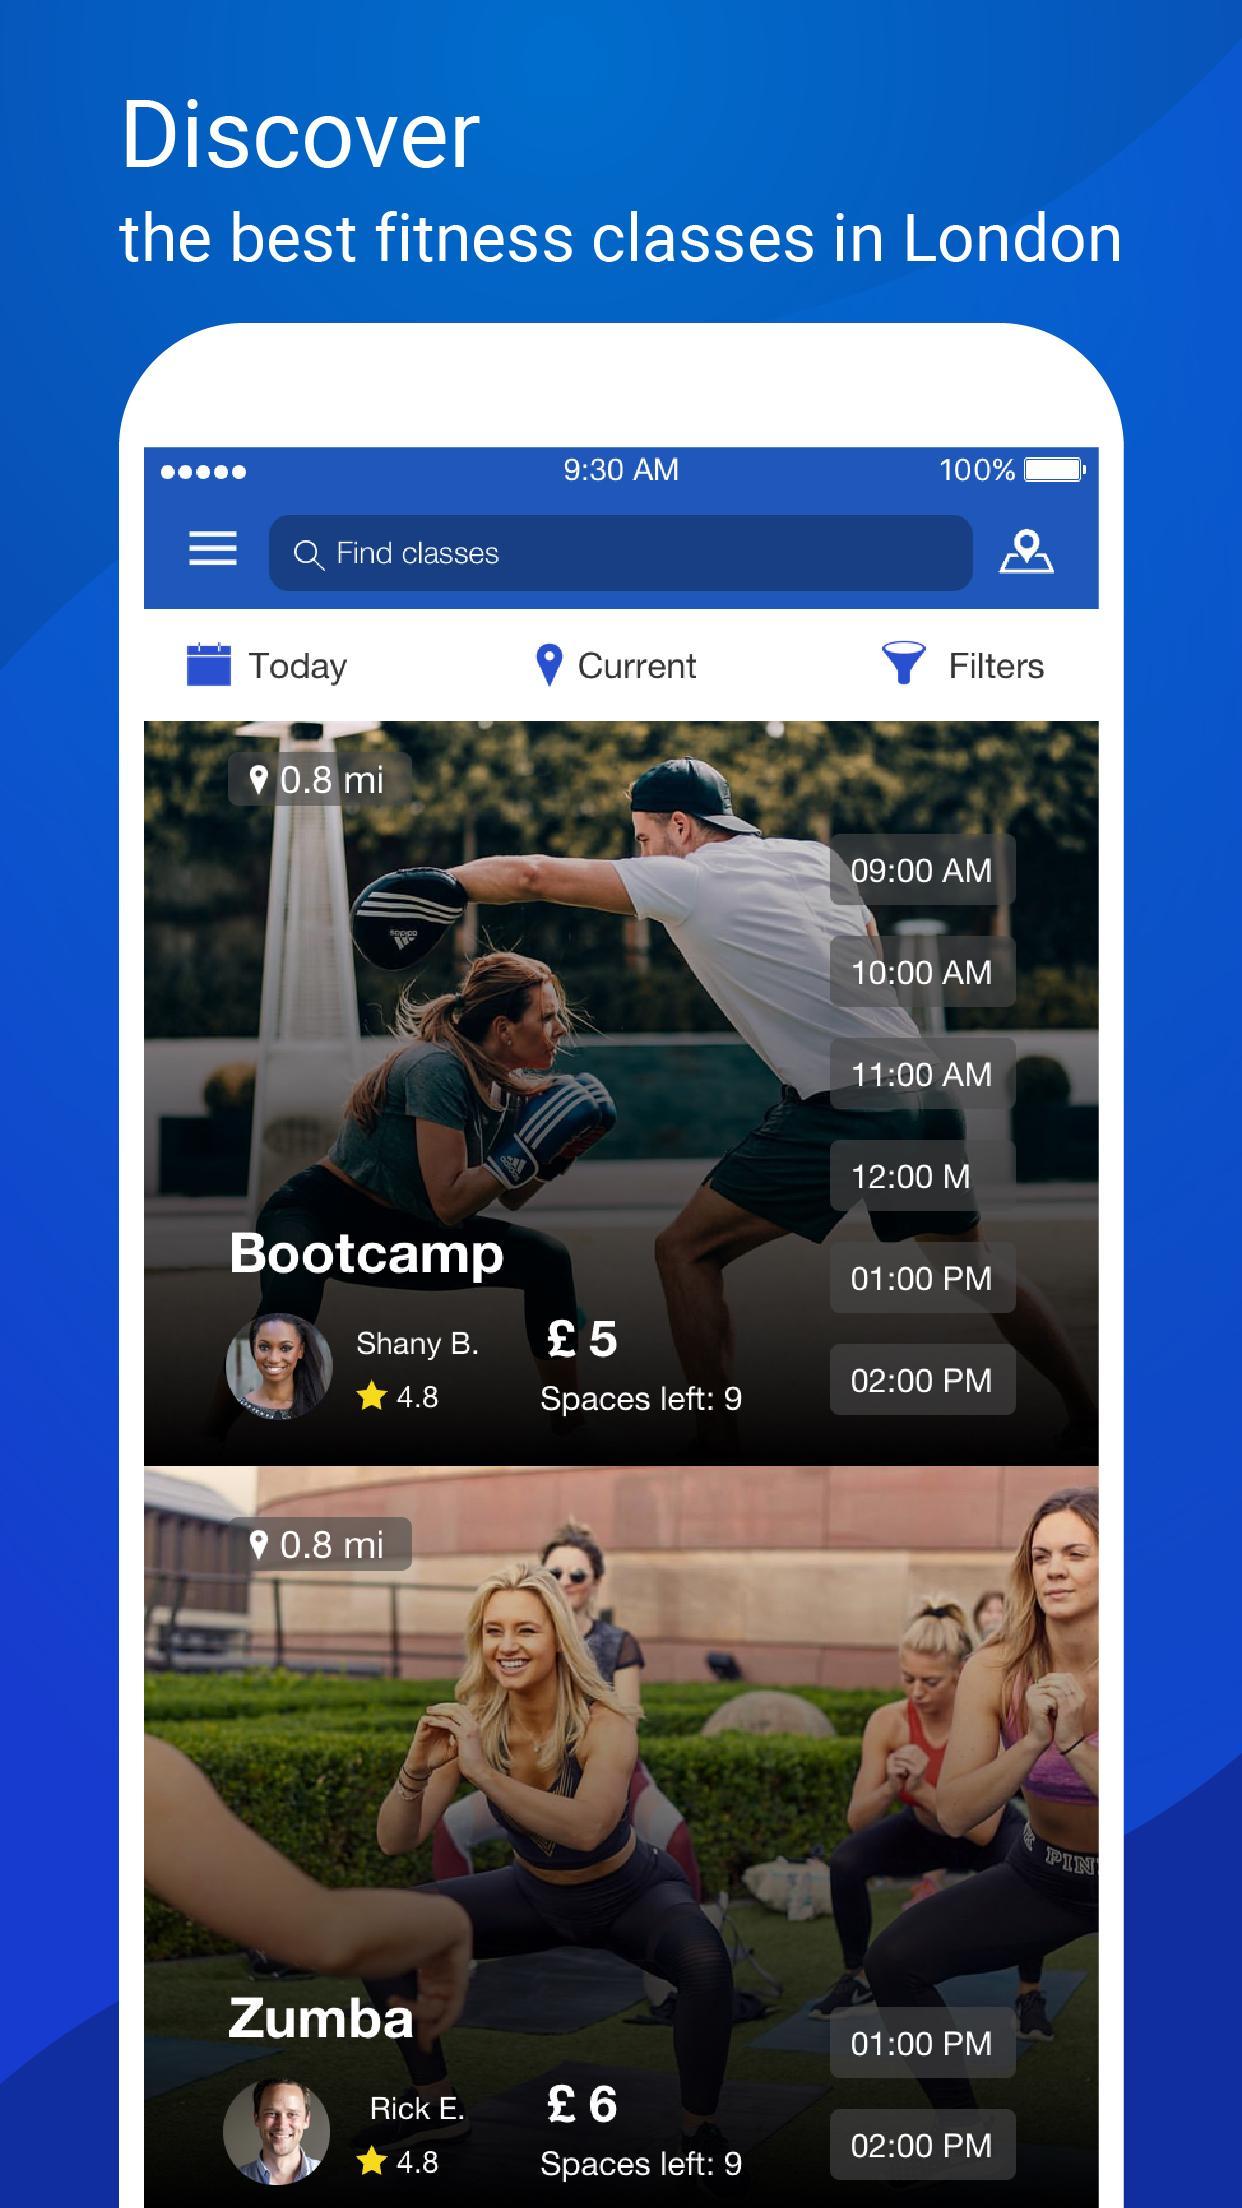 Discover
the best fitness classes in London
9:30 AM
100%
Find classes
Today
Current
Filters
0.8 mi
09:00 AM
adidas
10:00 AM
11:00 AM
adidas
12:00 M
Bootcamp
01:00 PM
Shany B.
£ 5
02:00 PM
4.8
Spaces left: 9
0.8 mi
PIN
Zumba
01:00 PM
Rick E.
£ 6
02:00 PM
4.8
Spaces left: 9